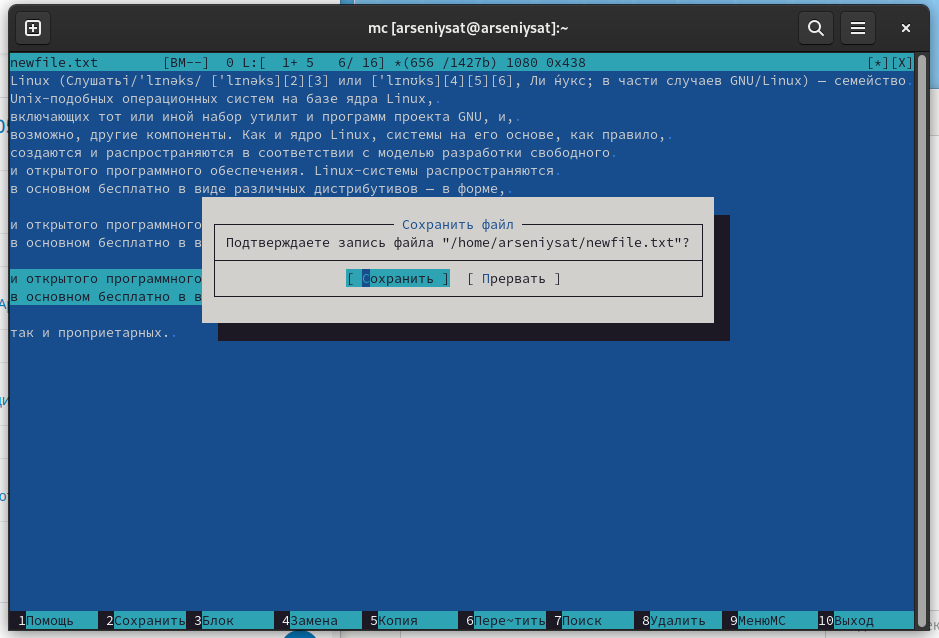 mc [arseniysat@arseniysat]:~
newfile.txt [BM--] 0 L:[ 1+ 5 6/ 16] *(656 /1427b) 1080 0x438 [*][X]
Linux (Слушатьi/ˈlɪnəks/ [ˈlɪnəks][2][3] или [ˈlɪnʊks][4][5][6], Ли ́нукс; в части случаев GNU/Linux) — семейство.
Unix-подобных операционных систем на базе ядра Linux,.
включающих тот или иной набор утилит и программ проекта GNU, и,.
возможно, другие компоненты. Как и ядро Linux, системы на его основе, как правило,.
создаются и распространяются в соответствии с моделью разработки свободного.
и открытого программного обеспечения. Linux-системы распространяются.
в основном бесплатно в виде различных дистрибутивов — в форме,.
и открытого программного
в основном бесплатно в в
и открытого программного
в основном бесплатно в в
так и проприетарных..
Сохранить файл
Подтверждаете запись файла "/home/arseniysat/newfile.txt"?
[ Сохранить ] [ Прервать ]
1Помощь 2Сохранить 3Блок 4Замена 5Копия 6Пере~тить 7Поиск 8Удалить 9МенюMC 10Выход